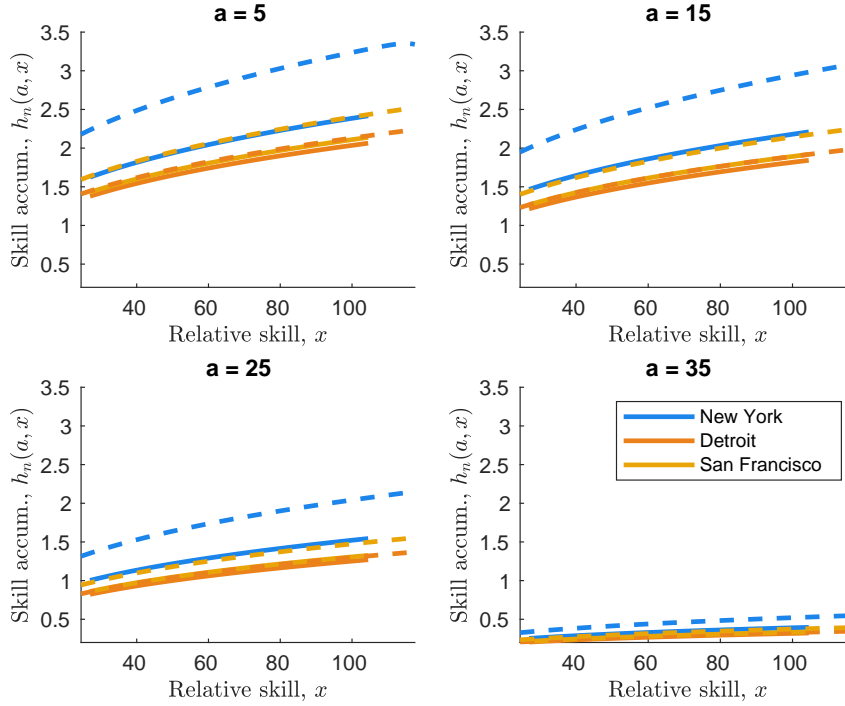 a = 5
3.5
3
2.5
2
1.5
1
0.5
Skill accum., h_n(a, x)
40
60
80
100
Relative skill, x
a = 15
3.5
3
2.5
2
1.5
1
0.5
Skill accum., h_n(a, x)
40
60
80
100
Relative skill, x
a = 25
3.5
3
2.5
2
1.5
1
0.5
Skill accum., h_n(a, x)
40
60
80
100
Relative skill, x
a = 35
3.5
3
2.5
2
1.5
1
0.5
Skill accum., h_n(a, x)
New York
Detroit
San Francisco
40
60
80
100
Relative skill, x